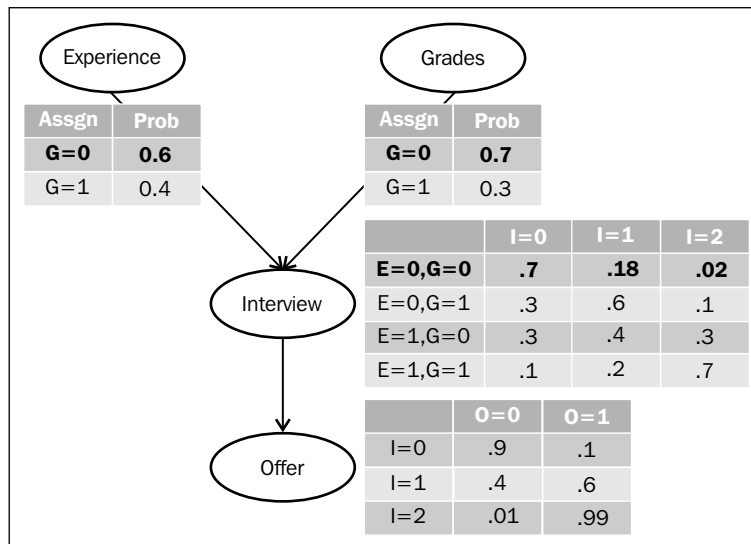 Experience
Grades
Assgn Prob
G=0 0.6
G=1 0.4
Assgn Prob
G=0 0.7
G=1 0.3
Interview
I=0 I=1 I=2
E=0,G=0 .7 .18 .02
E=0,G=1 .3 .6 .1
E=1,G=0 .3 .4 .3
E=1,G=1 .1 .2 .7
Offer
O=0 O=1
I=0 .9 .1
I=1 .4 .6
I=2 .01 .99